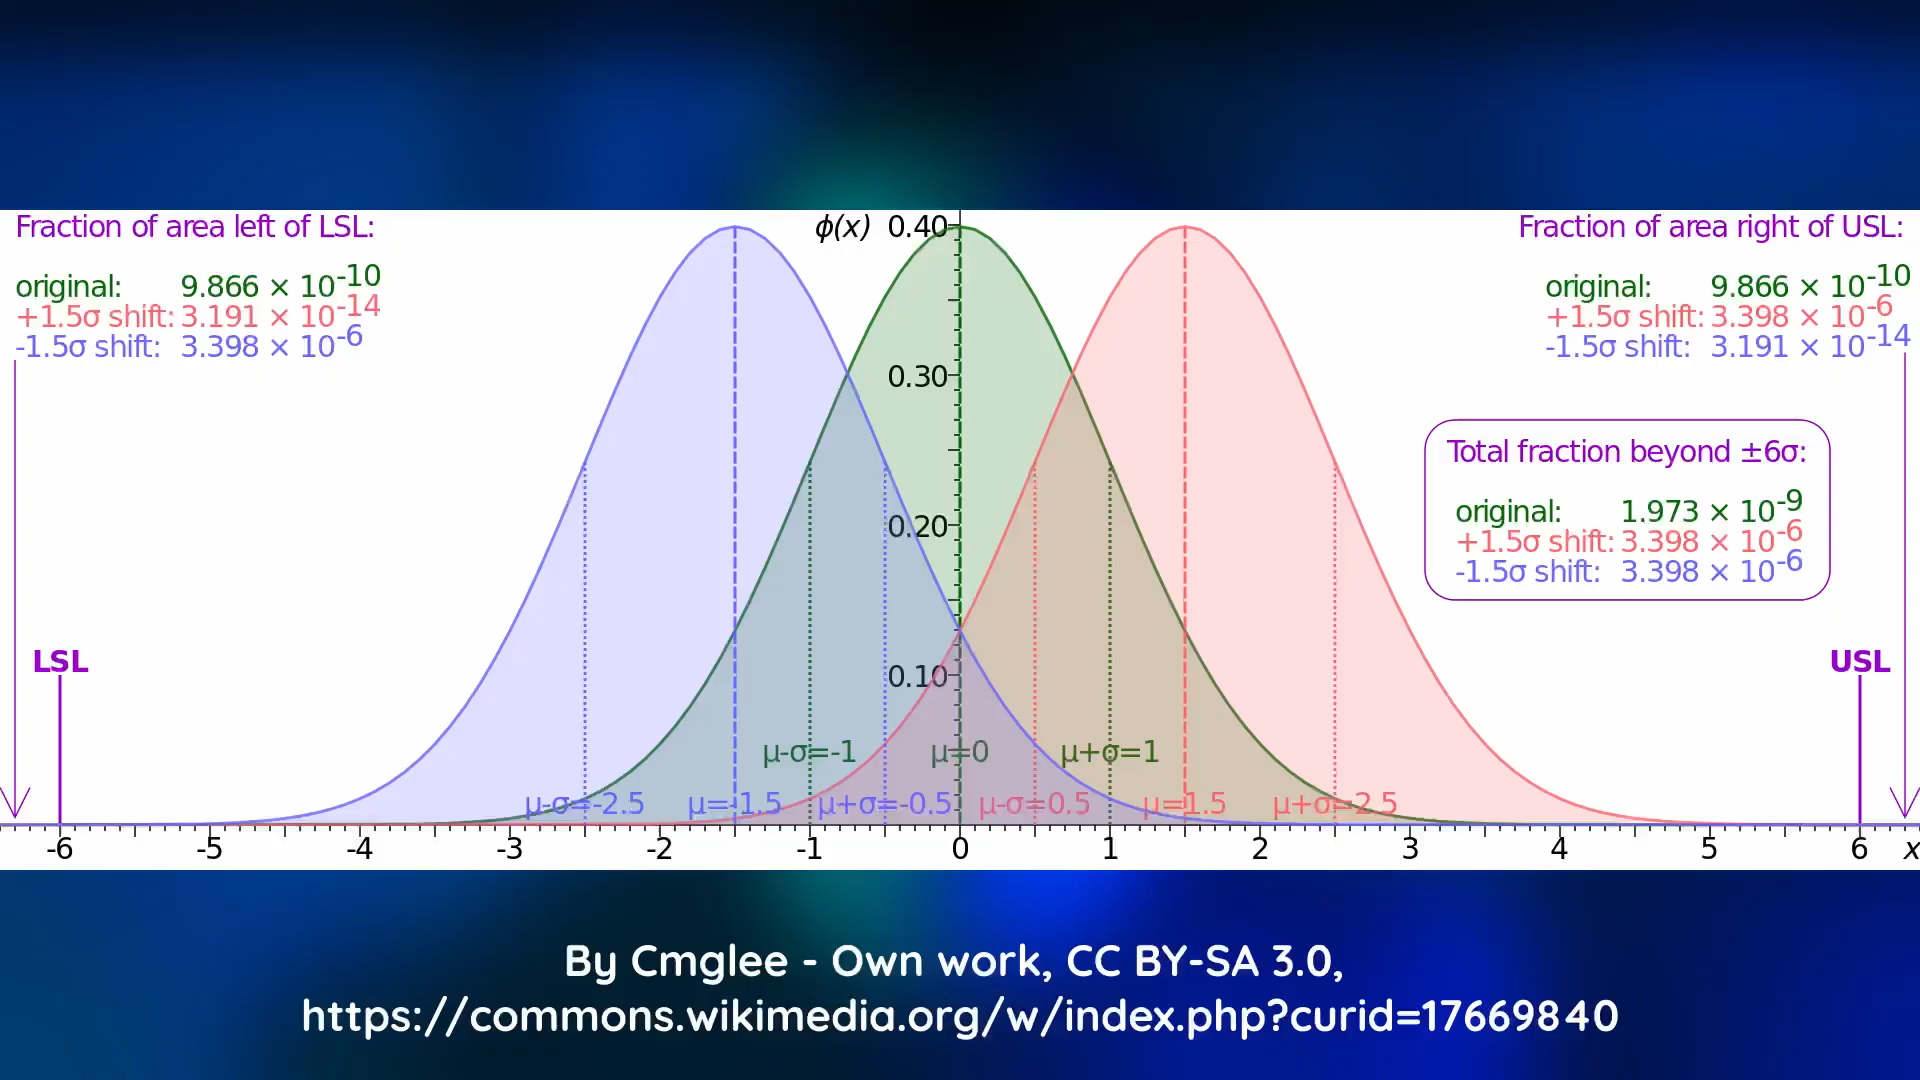 Fraction of area left of LSL:
original: 9.866 × 10⁻¹⁰
+1.5σ shift: 3.191 × 10⁻¹⁴
-1.5σ shift: 3.398 × 10⁻⁶
ϕ(x)
0.40
0.30
0.20
0.10
Fraction of area right of USL:
original: 9.866 × 10⁻¹⁰
+1.5σ shift: 3.398 × 10⁻⁶
-1.5σ shift: 3.191 × 10⁻¹⁴
Total fraction beyond ±6σ:
original: 1.973 × 10⁻⁹
+1.5σ shift: 3.398 × 10⁻⁶
-1.5σ shift: 3.398 × 10⁻⁶
LSL
USL
μ-σ=-1 μ=0 μ+σ=1
μ-σ=-2.5 μ=-1.5 μ+σ=-0.5 μ-σ=0.5 μ=1.5 μ+σ=2.5
-6 -5 -4 -3 -2 -1 0 1 2 3 4 5 6 x
By Cmglee - Own work, CC BY-SA 3.0,
https://commons.wikimedia.org/w/index.php?curid=17669840